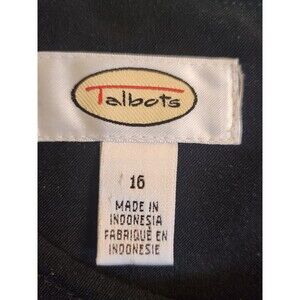 Talbots
16
MADE IN
INDONESIA
FABRIQUÉ EN
INDONESIE